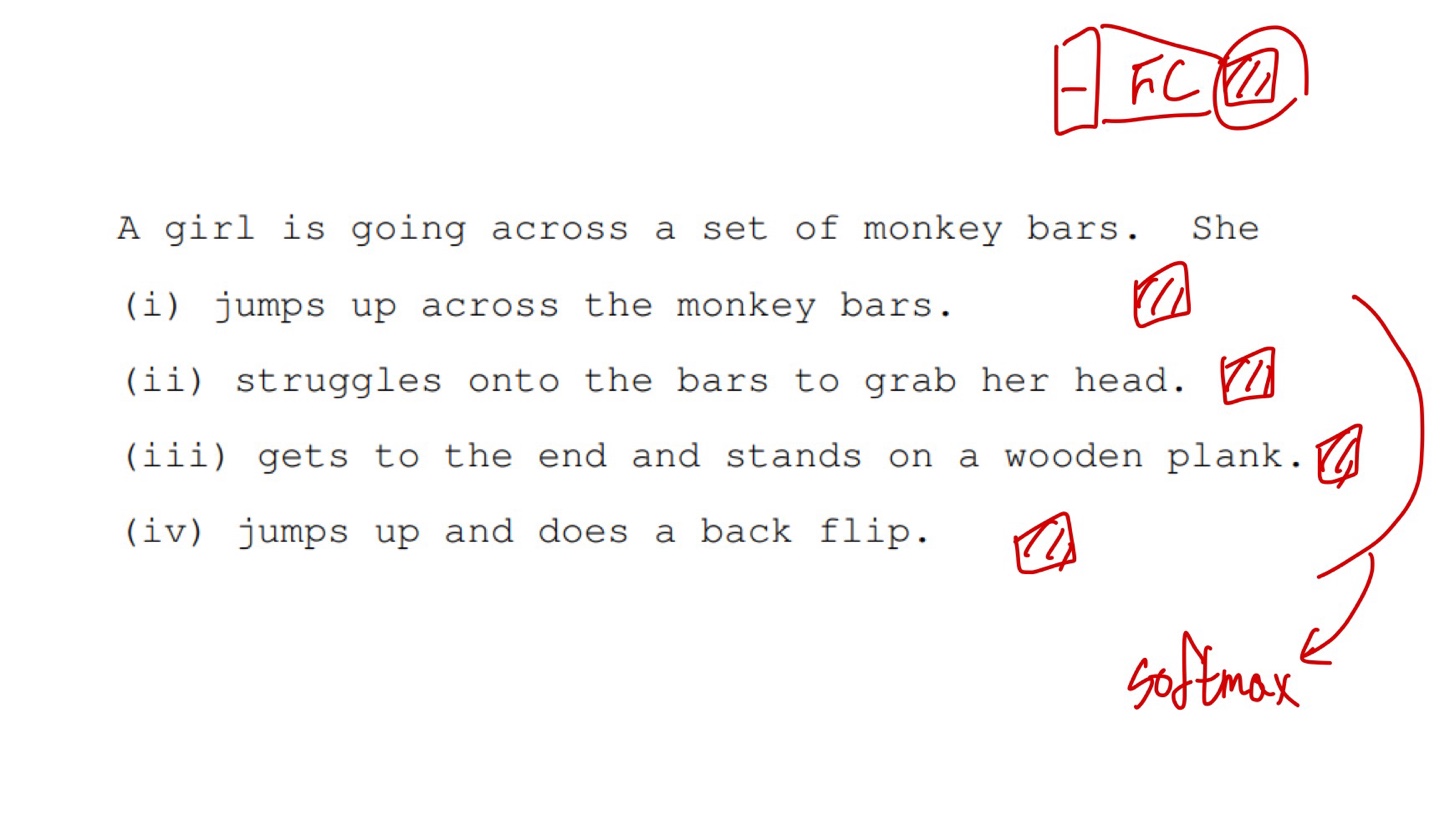 FC
A girl is going across a set of monkey bars. She
(i) jumps up across the monkey bars.
(ii) struggles onto the bars to grab her head.
(iii) gets to the end and stands on a wooden plank.
(iv) jumps up and does a back flip.
softmax